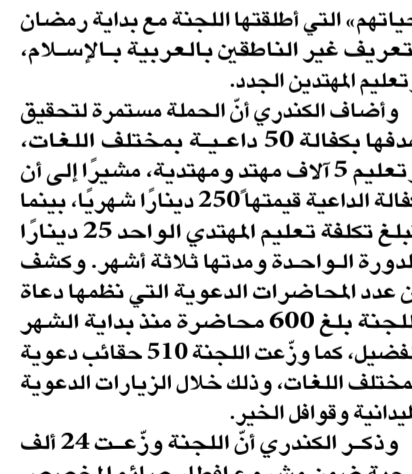 حياتهم» التي أطلقتها اللجنة مع بداية رمضان
لتعريف غير الناطقين بالعربية بالإسلام،
وتعليم المهتدين الجدد.
وأضاف الكندري أنّ الحملة مستمرة لتحقيق
هدفها بكفالة 50 داعية بمختلف اللغات،
وتعليم 5 آلاف مهتد ومهتدية، مشيرًا إلى أن
كفالة الداعية قيمتها ً250 دينارًا شهريًا، بينما
تبلغ تكلفة تعليم المهتدي الواحد 25 دينارًا
للدورة الواحدة ومدتها ثلاثة أشهر. وكشف
أن عدد المحاضرات الدعوية التي نظمها دعاة
اللجنة بلغ 600 محاضرة منذ بداية الشهر
الفضيل، كما وزّعت اللجنة 510 حقائب دعوية
بمختلف اللغات، وذلك خلال الزيارات الدعوية
الميدانية وقوافل الخير.
وذكر الكندري أنّ اللجنة وزّعت 24 ألف